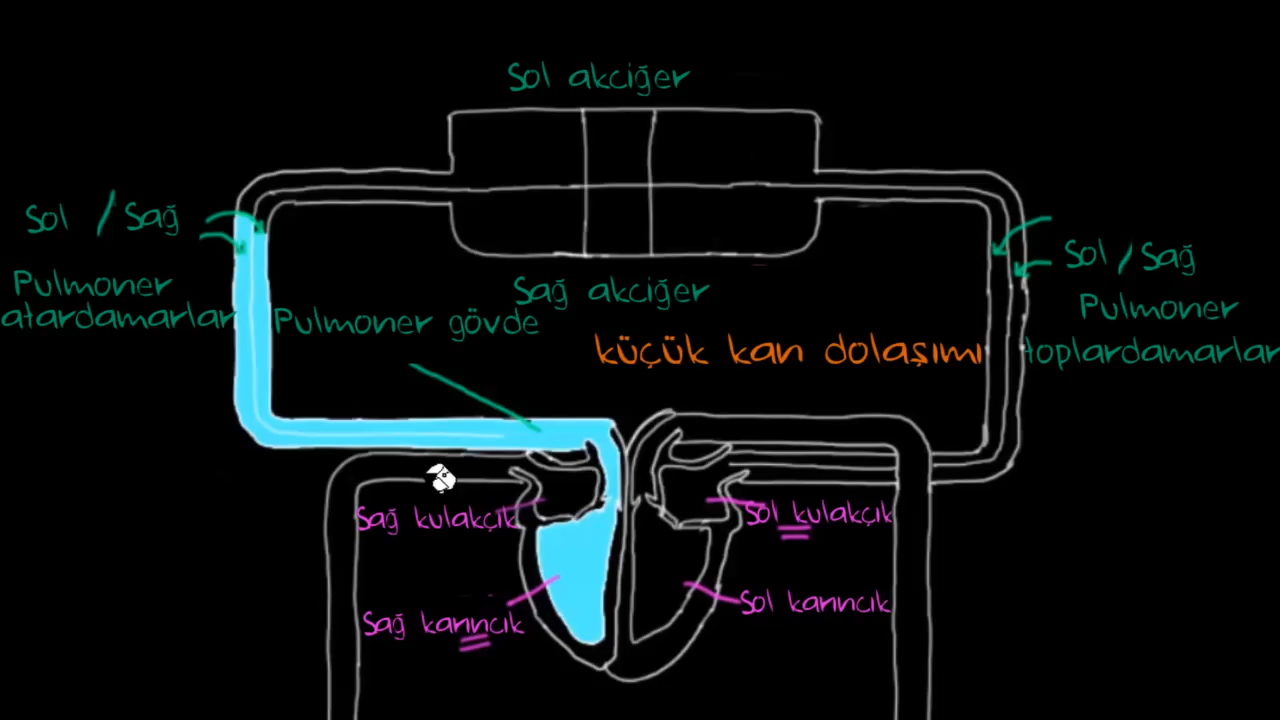 Sol akciğer
Sol / Sağ
Pulmoner
atardamarlar
Pulmoner gövde
Sağ akciğer
küçük kan dolaşımı
Sol / Sağ
Pulmoner
toplardamarlar
Sağ kulakçık
Sol kulakçık
Sağ karıncık
Sol karıncık